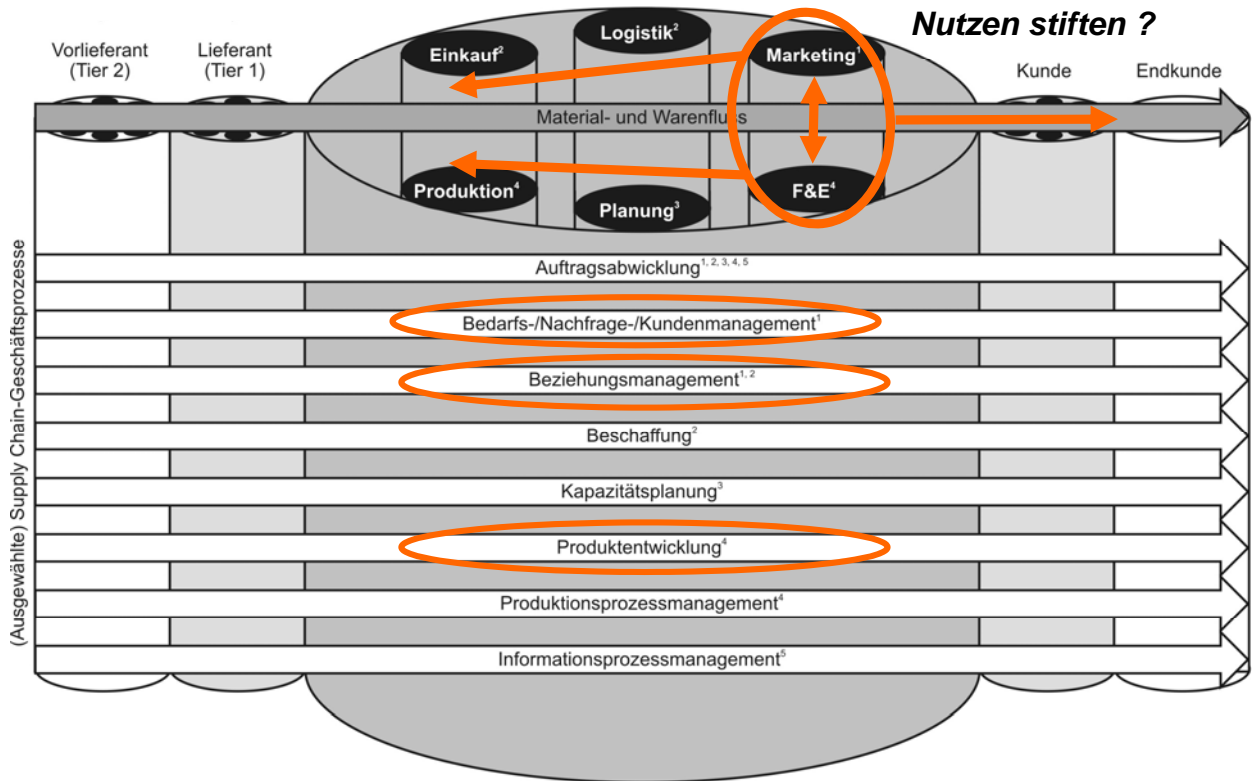 Nutzen stiften ?
Vorlieferant
(Tier 2)
Lieferant
(Tier 1)
Einkauf²
Logistik²
Marketing¹
Kunde
Endkunde
Material- und Warenfluss
Produktion⁴
Planung³
F&E⁴
(Ausgewählte) Supply Chain-Geschäftsprozesse
Auftragsabwicklung¹, ², ³, ⁴, ⁵
Bedarfs-/Nachfrage-/Kundenmanagement¹
Beziehungsmanagement¹, ²
Beschaffung²
Kapazitätsplanung³
Produktentwicklung⁴
Produktionsprozessmanagement⁴
Informationsprozessmanagement⁵